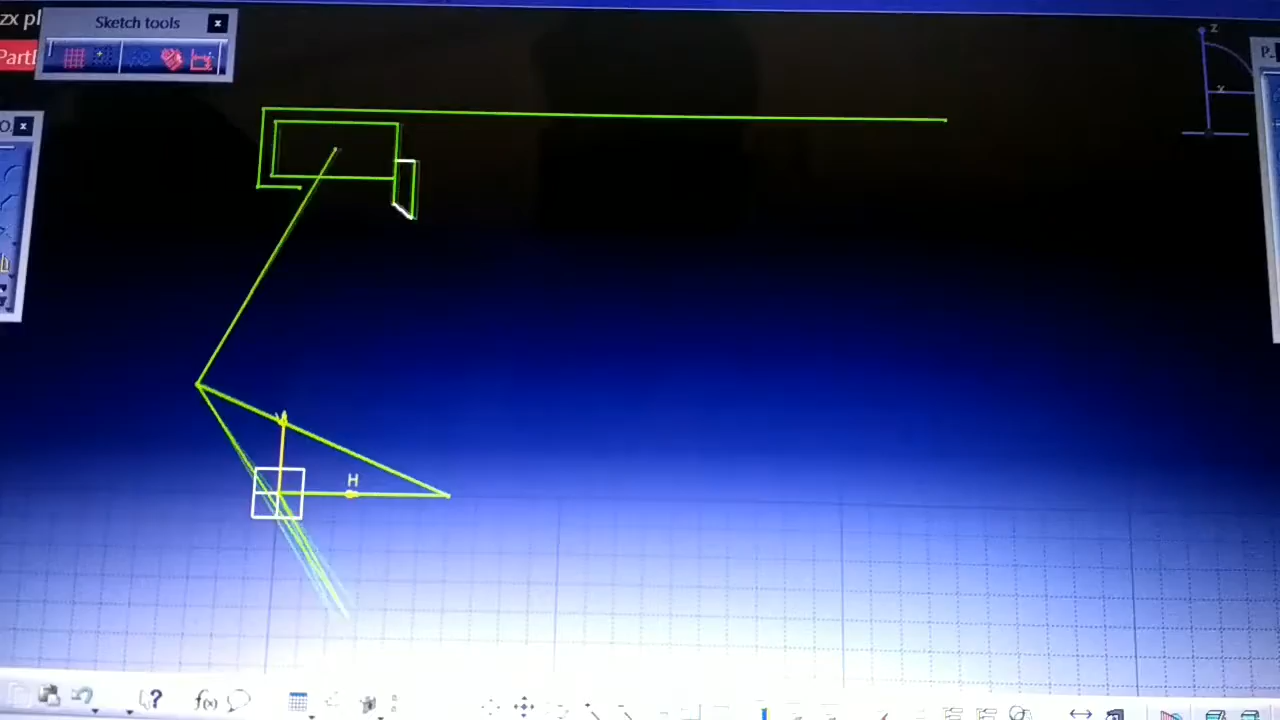 zx pl
Sketch tools
Part
z
P..
x
O.
V
H
?
f(x)